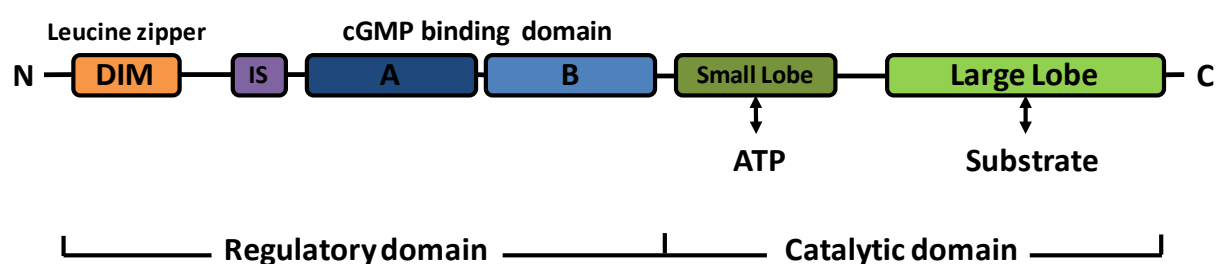 Leucine zipper cGMP binding domain
N DIM IS A B Small Lobe Large Lobe C
ATP Substrate
Regulatory domain Catalytic domain